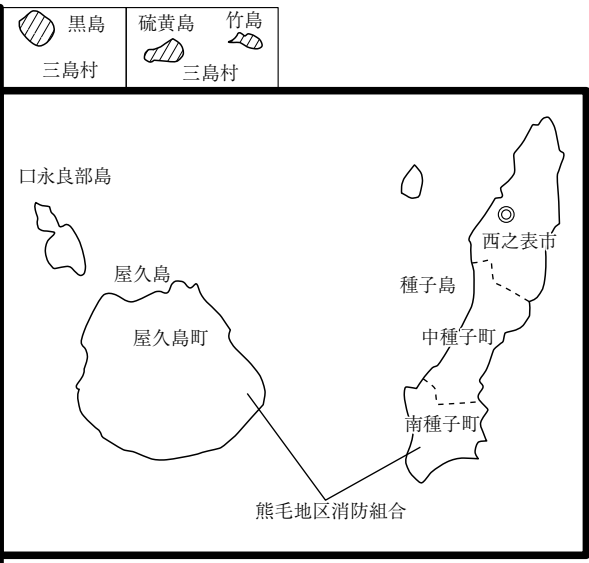 黒島
硫黄島
竹島
三島村
三島村
口永良部島
西之表市
屋久島
種子島
屋久島町
中種子町
南種子町
熊毛地区消防組合